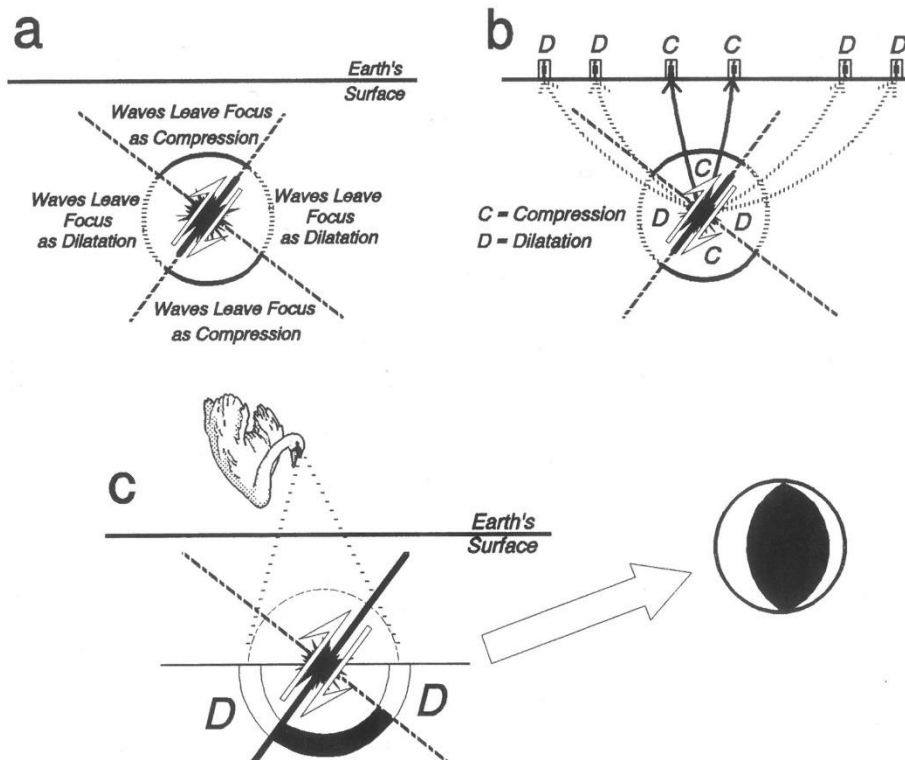 a
Earth's
Surface
Waves Leave Focus
as Compression
Waves Leave
Focus
as Dilatation
Waves Leave
Focus
as Dilatation
Waves Leave Focus
as Compression
b
D
D
C
C
D
D
C
D
D
C
C = Compression
D = Dilatation
c
Earth's
Surface
D
D